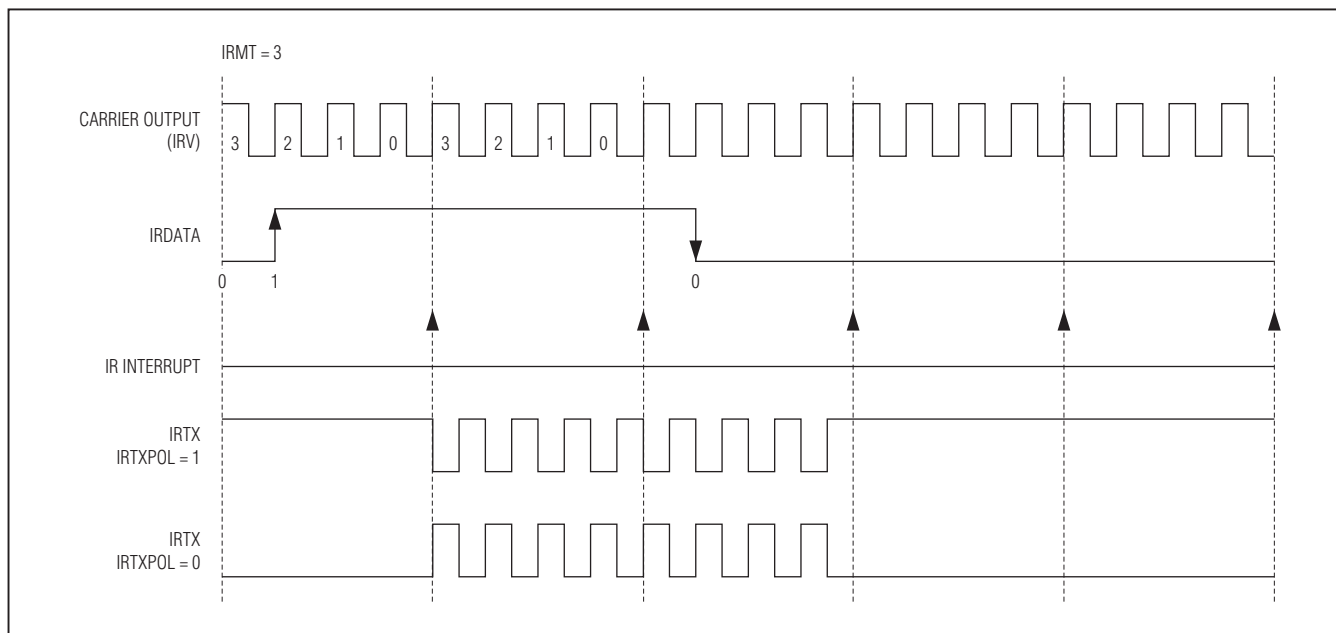 IRMT = 3
CARRIER OUTPUT
(IRV)
3 2 1 0 3 2 1 0
IRDATA
0 1 0
IR INTERRUPT
IRTX
IRTXPOL = 1
IRTX
IRTXPOL = 0